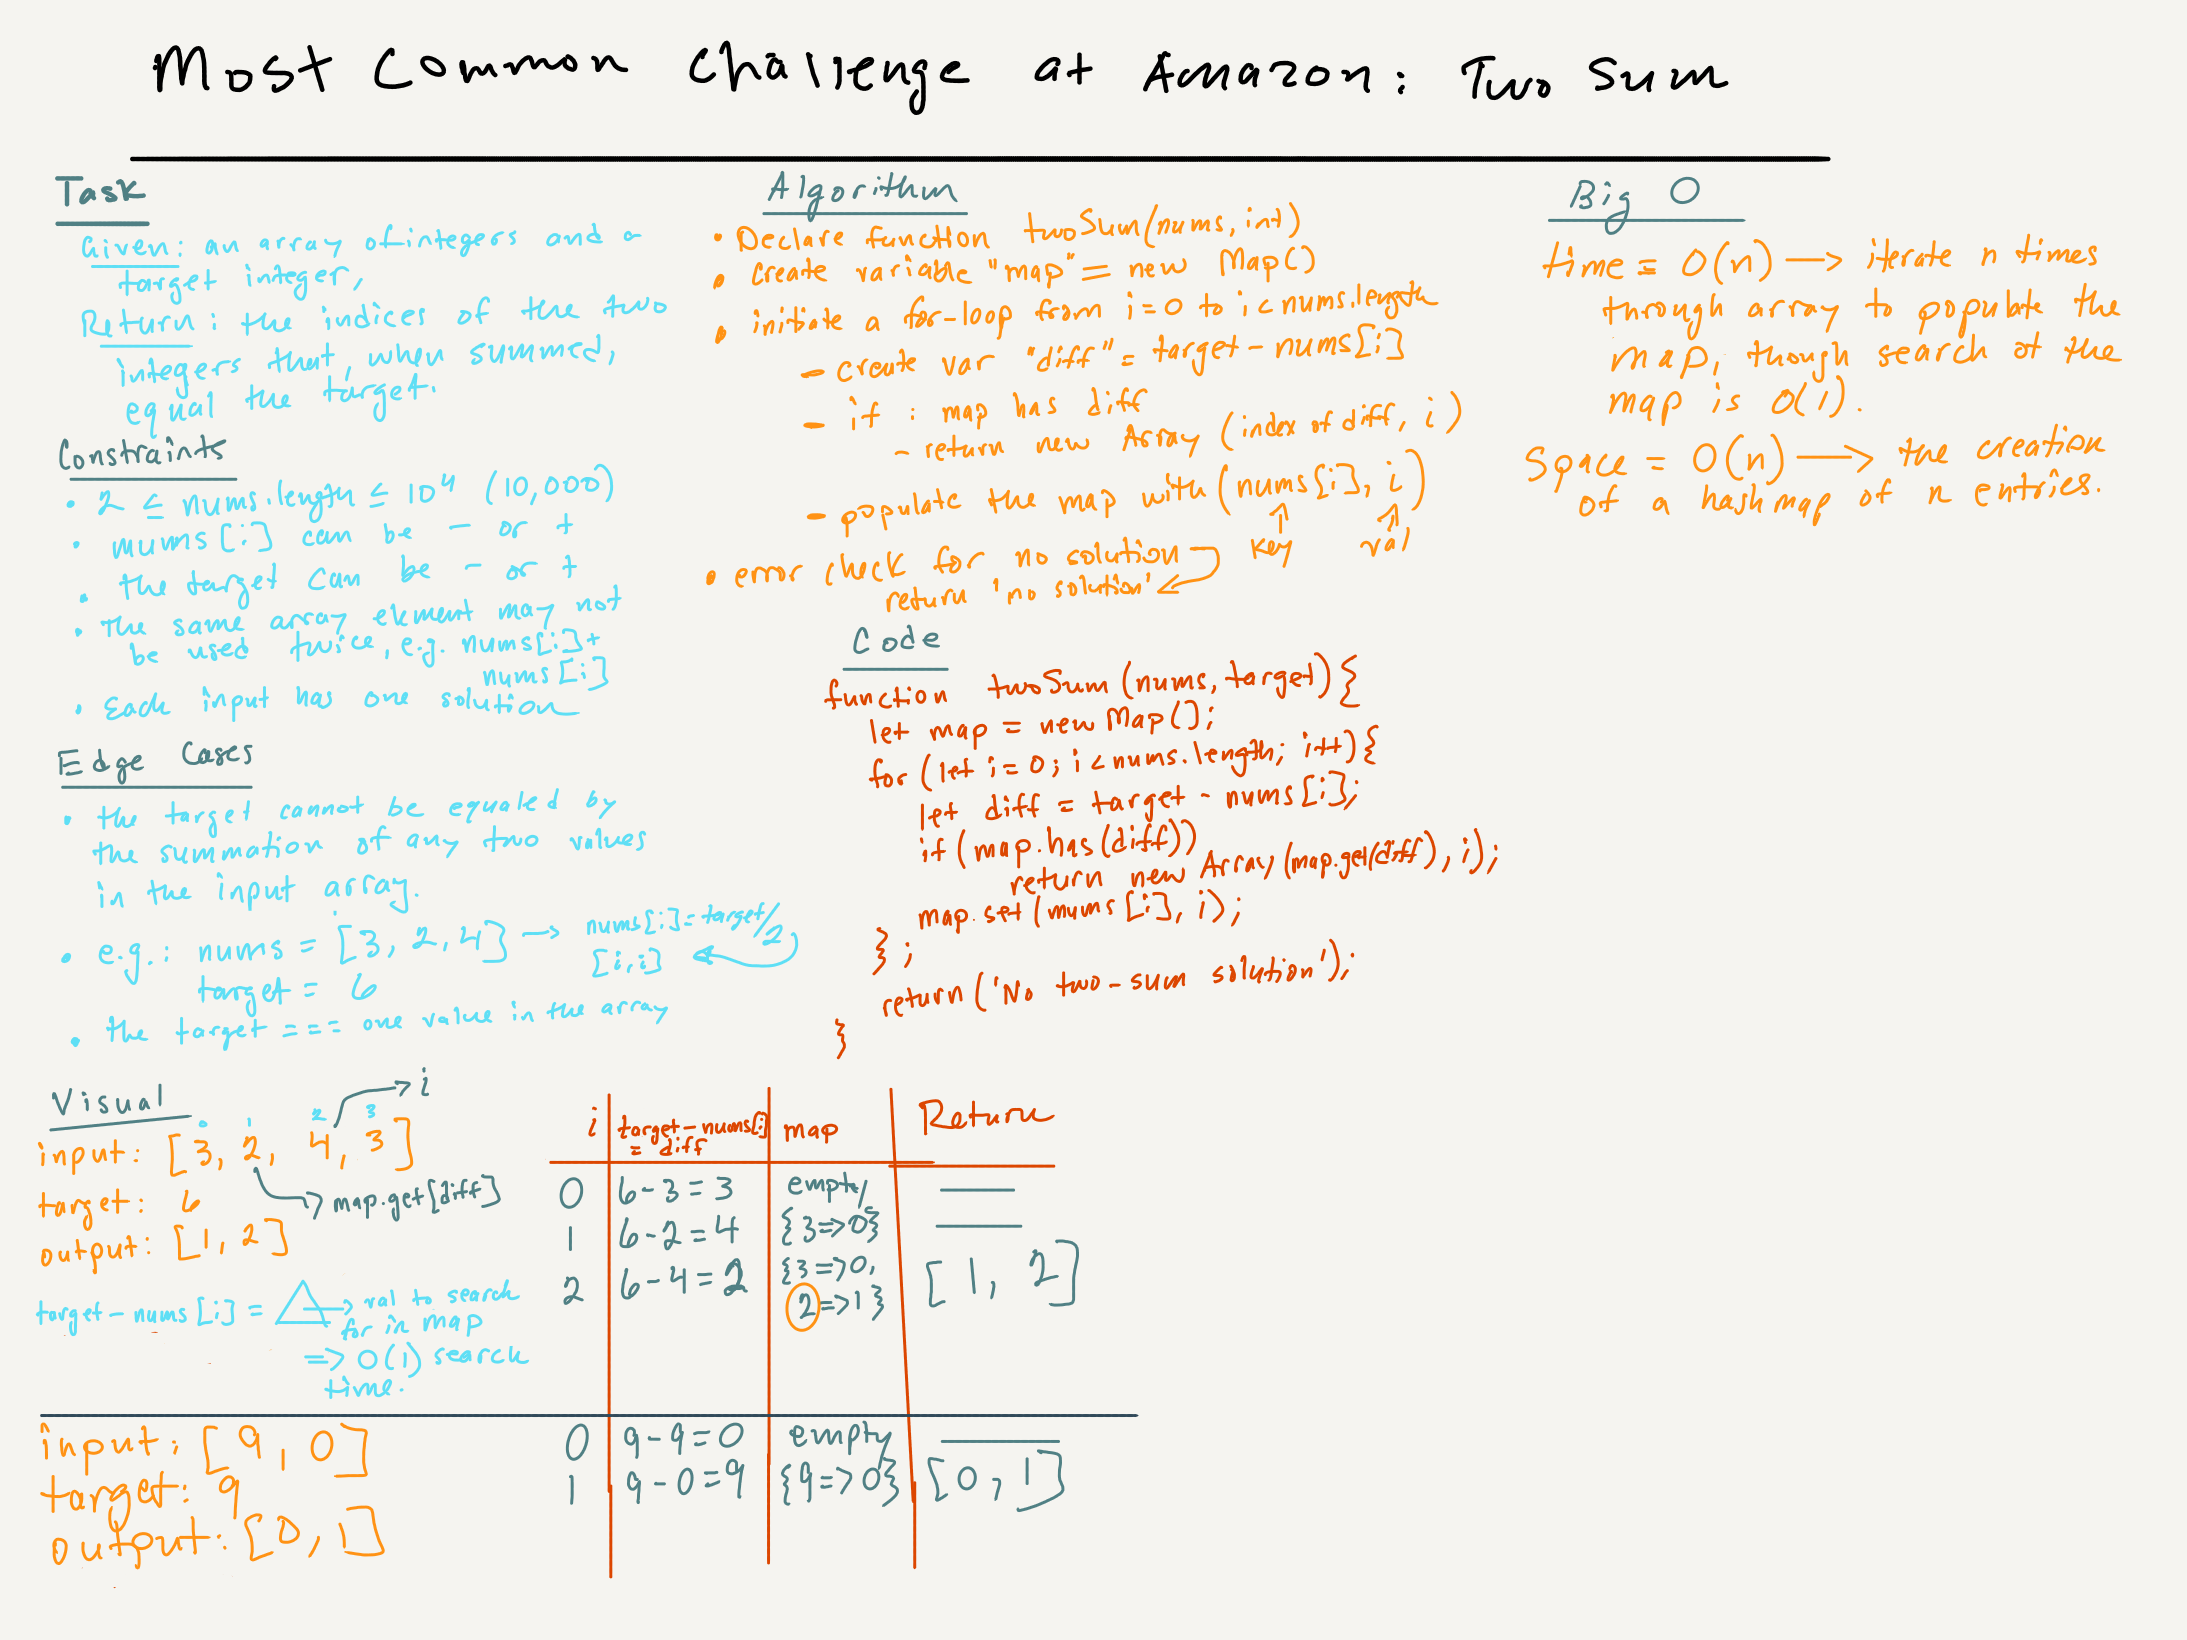 Most Common Challenge at Amazon: Two Sum
Task
Given: an array of integers and a
target integer,
Return: the indices of the two
integers that, when summed,
equal the target.
Constraints
• 2 ≤ nums.length ≤ 10⁴ (10,000)
• nums[i] can be - or +
• the target can be - or +
• The same array element may not
be used twice, e.g. nums[i]+
nums[i]
• Each input has one solution
Edge Cases
• the target cannot be equaled by
the summation of any two values
in the input array.
• e.g.: nums = [3, 2, 4] → nums[i]=target/2
target = 6
[i,i]
• the target === one value in the array
Algorithm
• Declare function twoSum(nums, int)
• create variable "map" = new Map()
• initiate a for-loop from i=0 to i<nums.length
- create var "diff" = target - nums[i]
- if : map has diff
- return new Array (index of diff, i)
- populate the map with (nums[i], i)
key val
• error check for no solution
return 'no solution'
Code
function twoSum (nums, target) {
let map = new Map();
for (let i=0; i<nums.length; i++) {
let diff = target - nums[i];
if (map.has(diff))
return new Array(map.get(diff), i);
map.set(nums[i], i);
};
return ('No two-sum solution');
}
Big O
time = O(n) → iterate n times
through array to populate the
map, though search of the
map is O(1).
Space = O(n) → the creation
of a hashmap of n entries.
Visual
→ i
0 1 2 3
input: [3, 2, 4, 3]
→ map.get[diff]
target: 6
output: [1, 2]
target - nums[i] = △ → val to search
for in map
=> O(1) search
time.
i target-nums[i] = diff map Return
0 6-3=3 empty —
1 6-2=4 {3=>0} —
2 6-4=2 {3=>0, [1, 2]
2=>1}
input: [9, 0]
target: 9
output: [0, 1]
0 9-9=0 empty —
1 9-0=9 {9=>0} [0, 1]